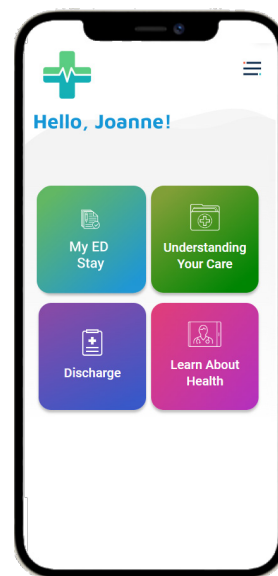 Hello, Joanne!
My ED
Stay
Understanding
Your Care
Discharge
Learn About
Health